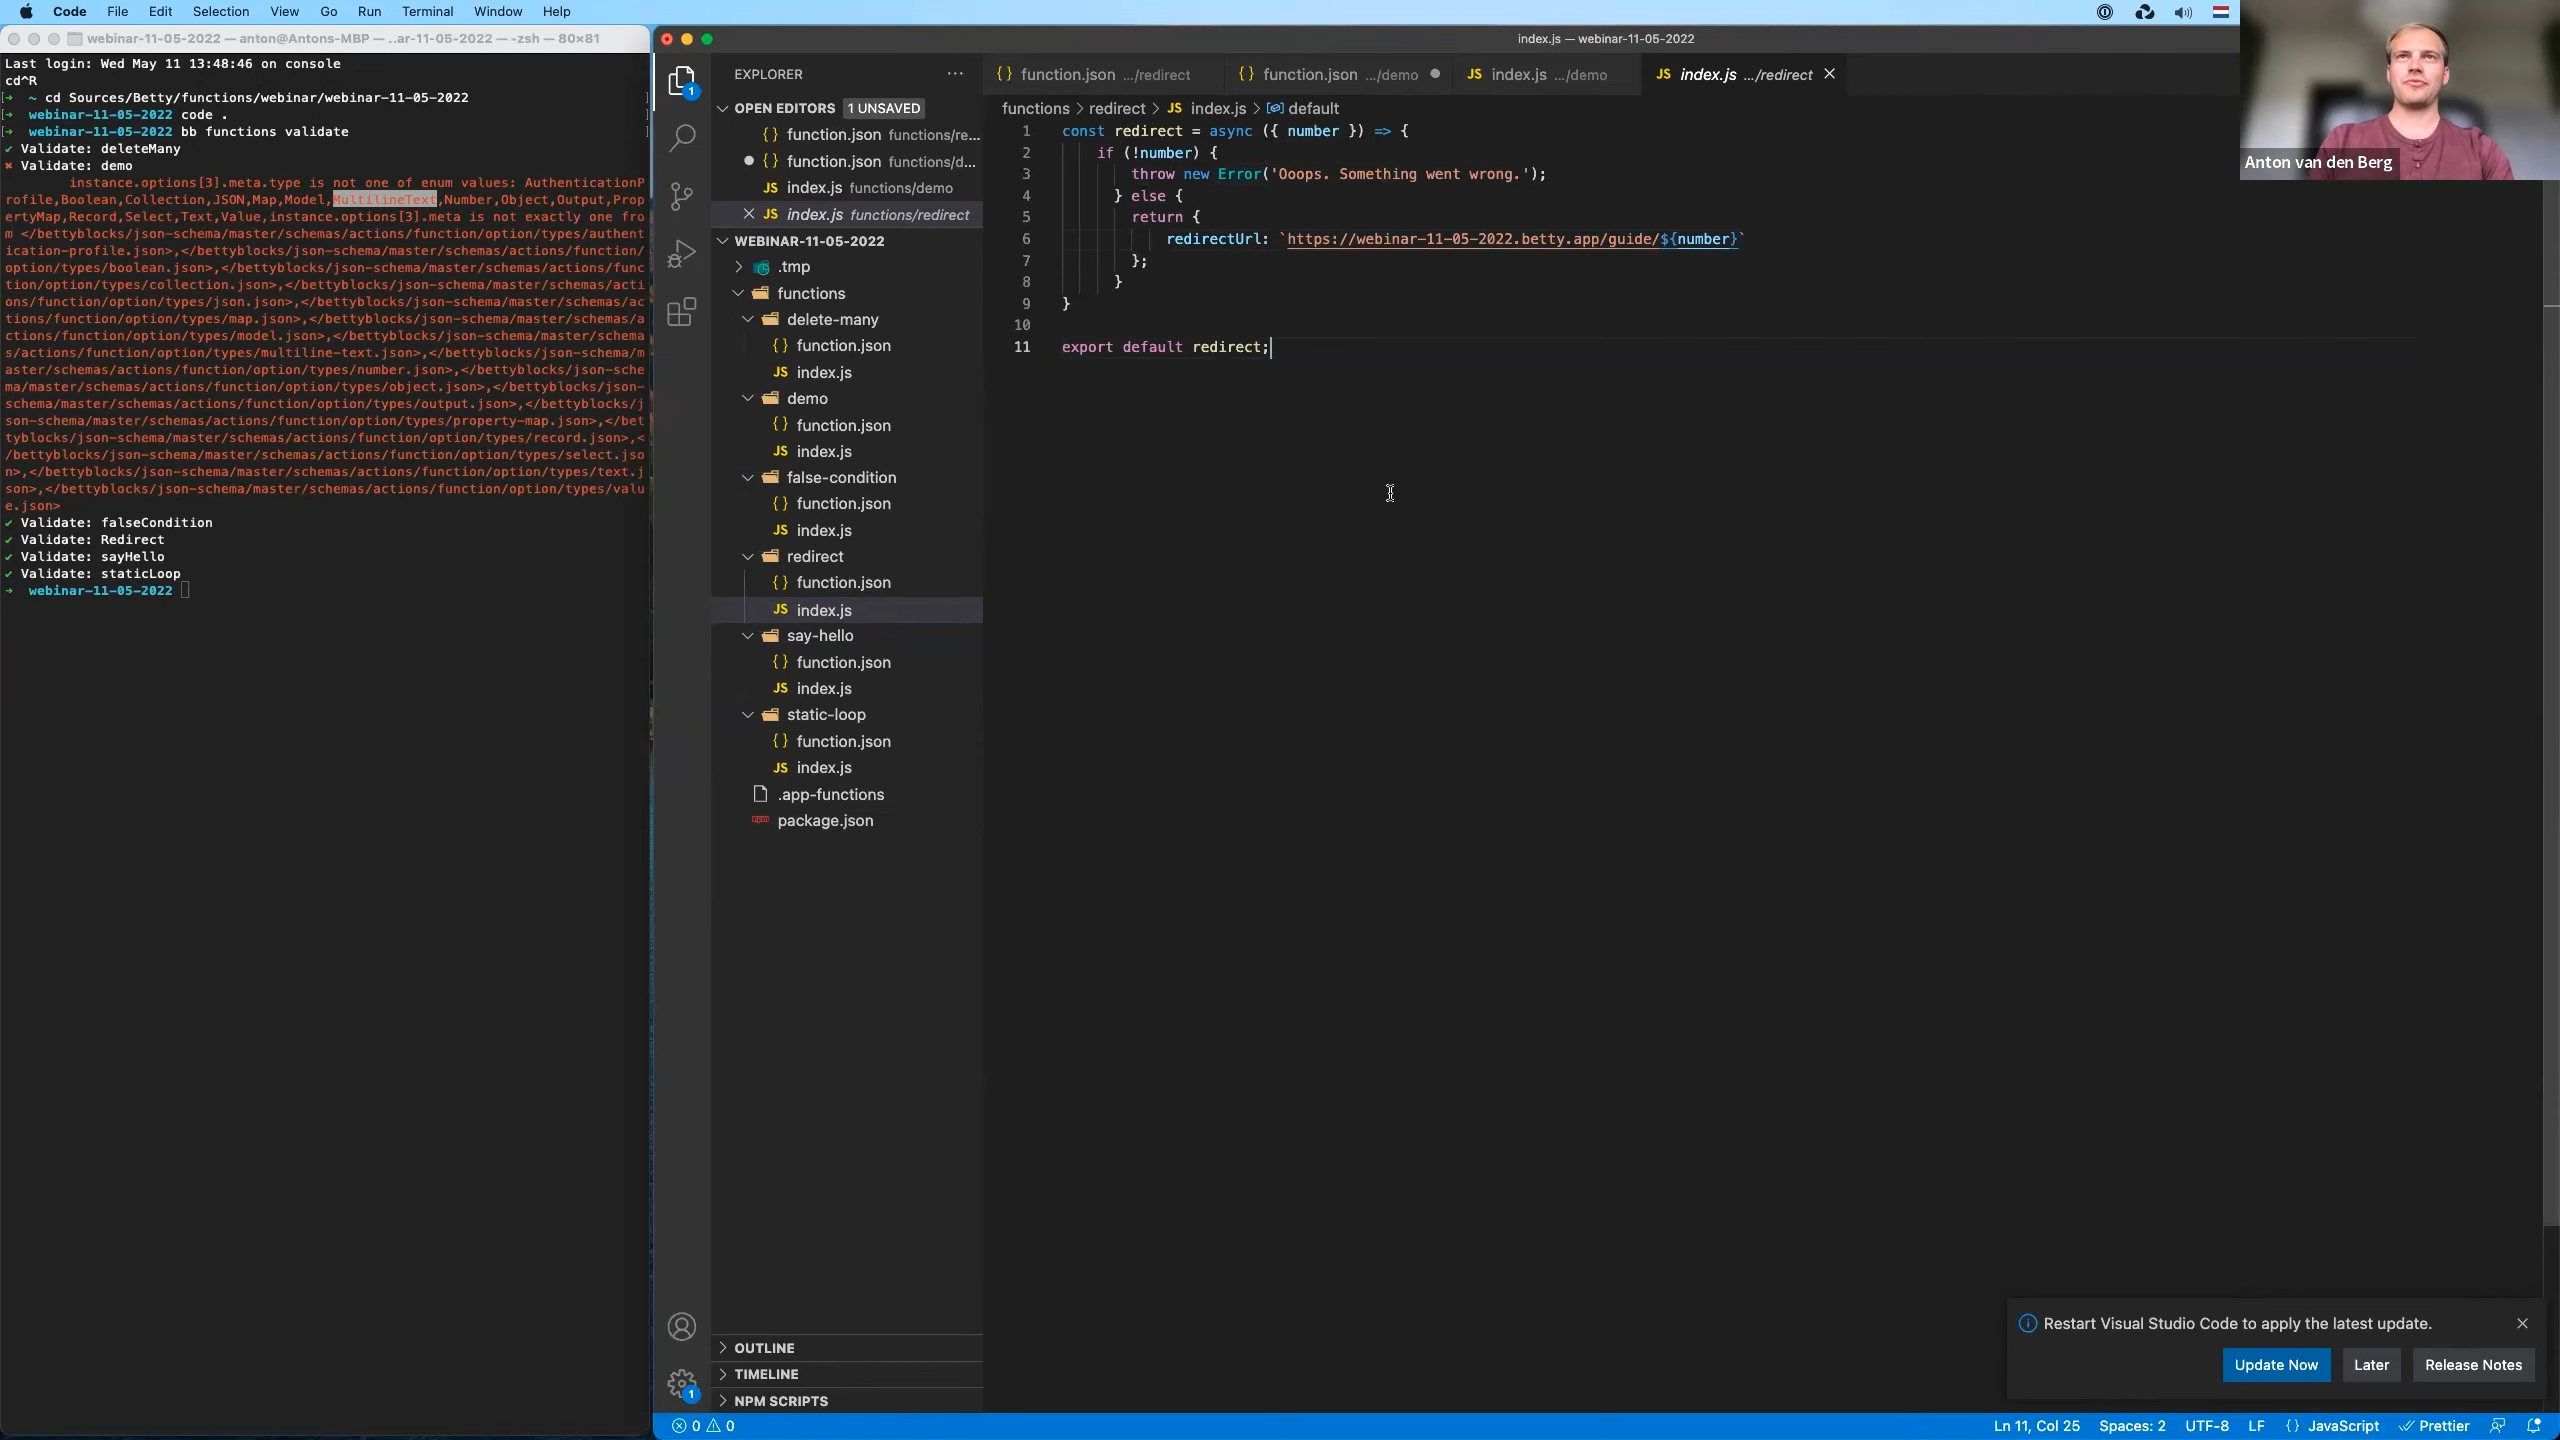 Code File Edit Selection View Go Run Terminal Window Help
webinar-11-05-2022 — anton@Antons-MBP — ..ar-11-05-2022 — -zsh — 80×81
Last login: Wed May 11 13:48:46 on console
cd^R
[→ ~ cd Sources/Betty/functions/webinar/webinar-11-05-2022 ]
[→ webinar-11-05-2022 code . ]
[→ webinar-11-05-2022 bb functions validate ]
✔ Validate: deleteMany
✖ Validate: demo
instance.options[3].meta.type is not one of enum values: AuthenticationP
rofile,Boolean,Collection,JSON,Map,Model,MultilineText,Number,Object,Output,Prop
ertyMap,Record,Select,Text,Value,instance.options[3].meta is not exactly one fro
m </bettyblocks/json-schema/master/schemas/actions/function/option/types/authent
ication-profile.json>,</bettyblocks/json-schema/master/schemas/actions/function/
option/types/boolean.json>,</bettyblocks/json-schema/master/schemas/actions/func
tion/option/types/collection.json>,</bettyblocks/json-schema/master/schemas/acti
ons/function/option/types/json.json>,</bettyblocks/json-schema/master/schemas/ac
tions/function/option/types/map.json>,</bettyblocks/json-schema/master/schemas/a
ctions/function/option/types/model.json>,</bettyblocks/json-schema/master/schema
s/actions/function/option/types/multiline-text.json>,</bettyblocks/json-schema/m
aster/schemas/actions/function/option/types/number.json>,</bettyblocks/json-sche
ma/master/schemas/actions/function/option/types/object.json>,</bettyblocks/json-
schema/master/schemas/actions/function/option/types/output.json>,</bettyblocks/j
son-schema/master/schemas/actions/function/option/types/property-map.json>,</bet
tyblocks/json-schema/master/schemas/actions/function/option/types/record.json>,<
/bettyblocks/json-schema/master/schemas/actions/function/option/types/select.jso
n>,</bettyblocks/json-schema/master/schemas/actions/function/option/types/text.j
son>,</bettyblocks/json-schema/master/schemas/actions/function/option/types/valu
e.json>
✔ Validate: falseCondition
✔ Validate: Redirect
✔ Validate: sayHello
✔ Validate: staticLoop
→ webinar-11-05-2022
index.js — webinar-11-05-2022
1
1
EXPLORER ···
OPEN EDITORS 1 UNSAVED
{} function.json functions/re...
{} function.json functions/d...
JS index.js functions/demo
JS index.js functions/redirect
WEBINAR-11-05-2022
.tmp
functions
delete-many
{} function.json
JS index.js
demo
{} function.json
JS index.js
false-condition
{} function.json
JS index.js
redirect
{} function.json
JS index.js
say-hello
{} function.json
JS index.js
static-loop
{} function.json
JS index.js
.app-functions
package.json
OUTLINE
TIMELINE
NPM SCRIPTS
{} function.json .../redirect {} function.json .../demo JS index.js .../demo JS index.js .../redirect
functions > redirect > JS index.js > default
1 const redirect = async ({ number }) => {
2 if (!number) {
3 throw new Error('Ooops. Something went wrong.');
4 } else {
5 return {
6 redirectUrl: `https://webinar-11-05-2022.betty.app/guide/${number}`
7 };
8 }
9 }
10
11 export default redirect;
Anton van den Berg
Restart Visual Studio Code to apply the latest update.
Update Now Later Release Notes
0 0 Ln 11, Col 25 Spaces: 2 UTF-8 LF {} JavaScript Prettier